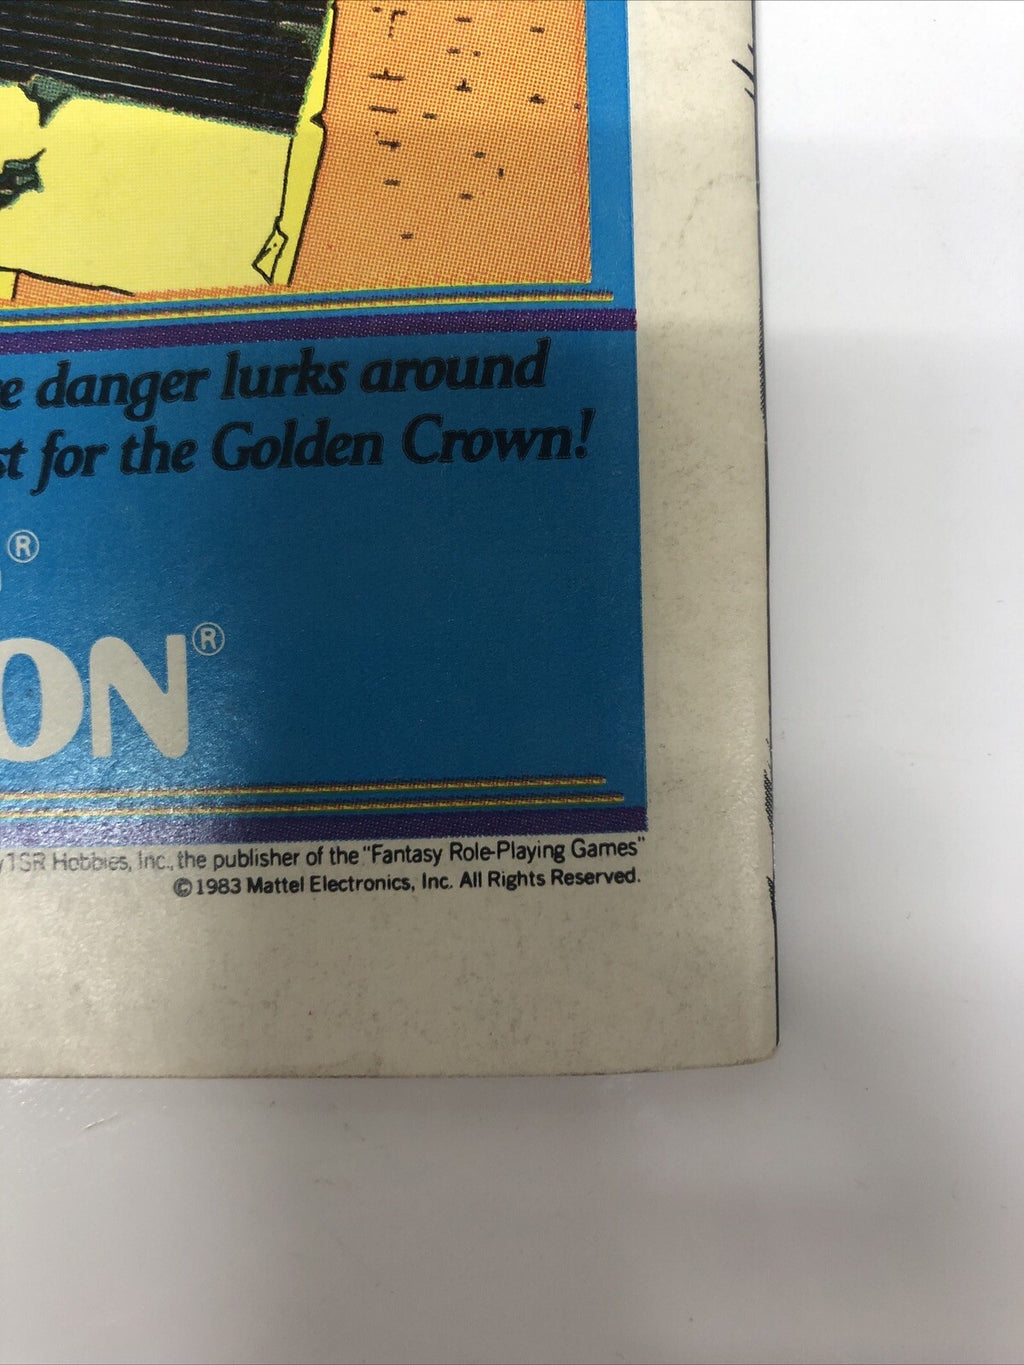 danger lurks around
for the Golden Crown!
®
ON®
TSR Hobbies, Inc., the publisher of the "Fantasy Role-Playing Games"
©1983 Mattel Electronics, Inc. All Rights Reserved.